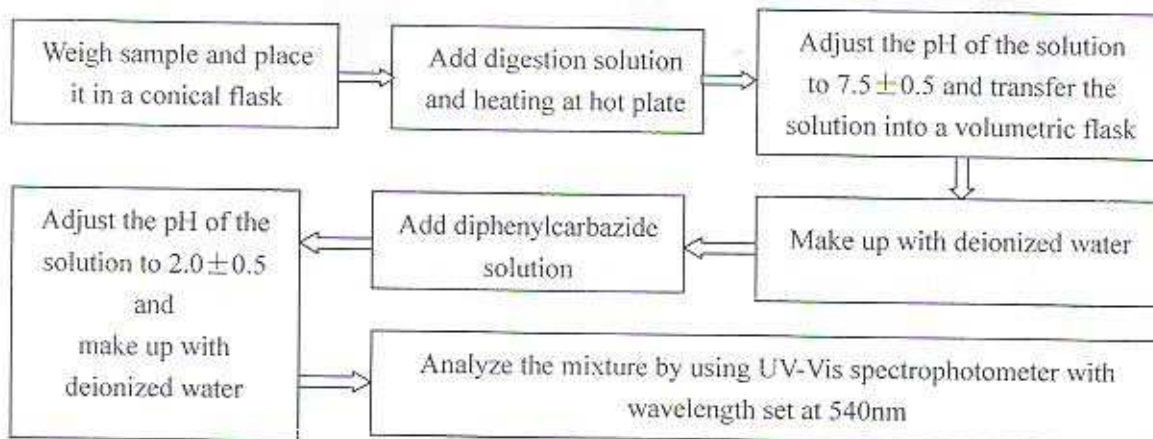 Weigh sample and place
it in a conical flask
Add digestion solution
and heating at hot plate
Adjust the pH of the solution
to 7.5±0.5 and transfer the
solution into a volumetric flask
Make up with deionized water
Add diphenylcarbazide
solution
Adjust the pH of the
solution to 2.0±0.5
and
make up with
deionized water
Analyze the mixture by using UV-Vis spectrophotometer with
wavelength set at 540nm